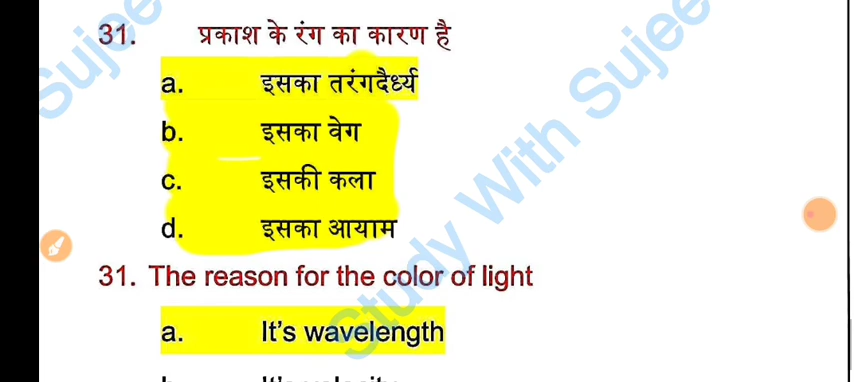 31. प्रकाश के रंग का कारण है
a. इसका तरंगदैर्ध्य
b. इसका वेग
c. इसकी कला
d. इसका आयाम
31. The reason for the color of light
a. It's wavelength
Study With Sujee
Sujee